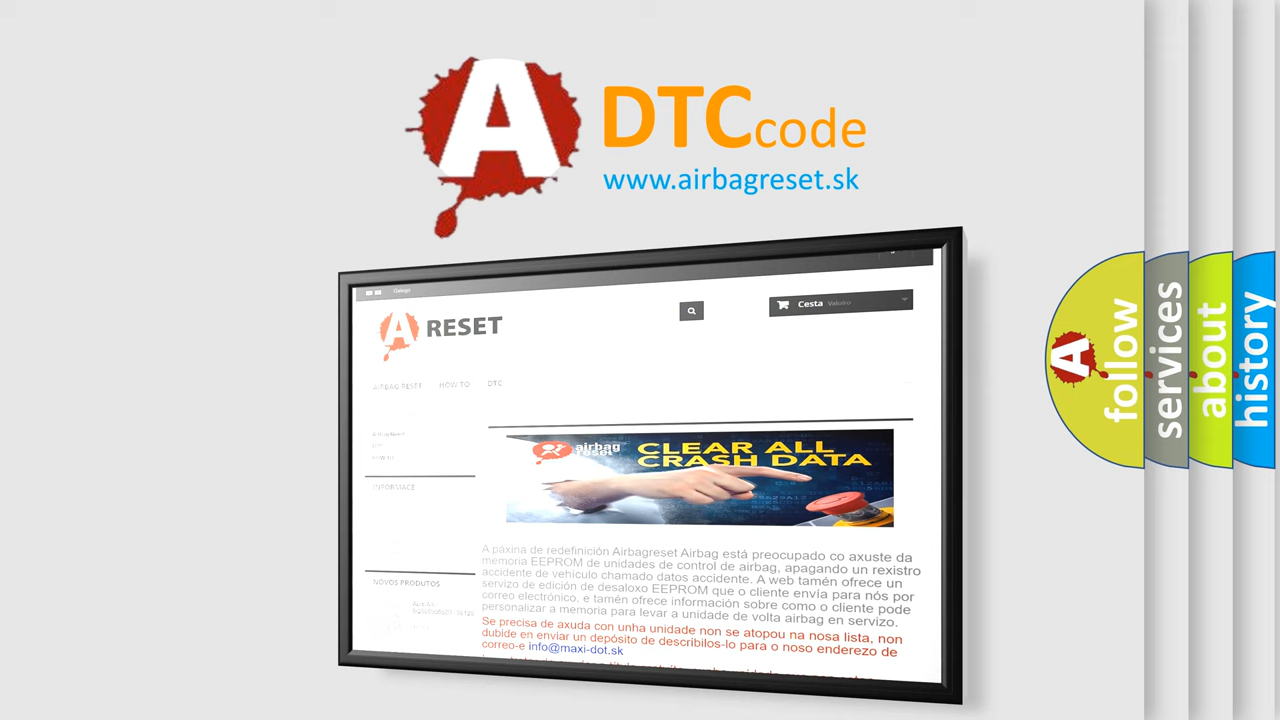 A
DTCcode
www.airbagreset.sk
Galego
A RESET
Cesta Valeiro
AIRBAG RESET HOW TO DTC
HOW TO
INFORMACE
airbag
reset
CLEAR ALL
CRASH DATA
A páxina de redefinición Airbagreset Airbag está preocupado co axuste da
memoria EEPROM de unidades de control de airbag, apagando un rexistro
accidente de vehículo chamado datos accidente. A web tamén ofrece un
servizo de edición de desaloxo EEPROM que o cliente envía para nós por
correo electrónico, e tamén ofrece información sobre como o cliente pode
personalizar a memoria para levar a unidade de volta airbag en servizo.
Se precisa de axuda con unha unidade non se atopou na nosa lista, non
dubide en enviar un depósito de describilos-lo para o noso enderezo de
correo-e info@maxi-dot.sk
NOVOS PRODUTOS
A
follow
services
about
history